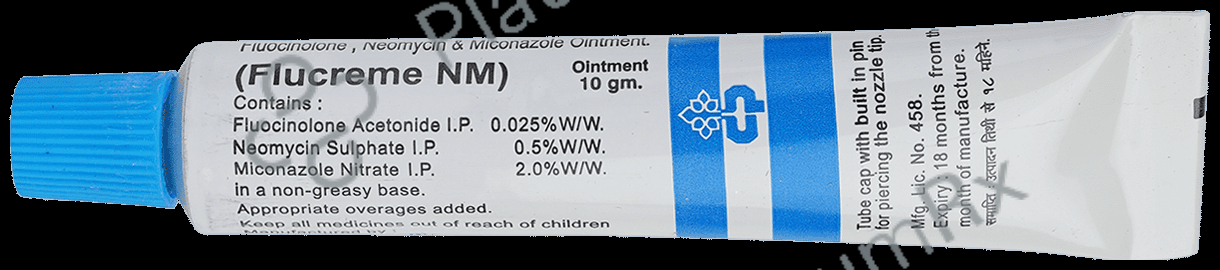 Fluocinolone , Neomycin & Miconazole Ointment.
(Flucreme NM)
Ointment
10 gm.
Contains :
Fluocinolone Acetonide I.P. 0.025%W/W.
Neomycin Sulphate I.P. 0.5%W/W.
Miconazole Nitrate I.P. 2.0%W/W.
in a non-greasy base.
Appropriate overages added.
Keep all medicines out of reach of children
Manufactured by :
Tube cap with built in pin
for piercing the nozzle tip.
Mfg. Lic. No. 458.
Expiry : 18 months from the
month of manufacture.
समाप्ति : उत्पादन तिथी से १८ महिने.